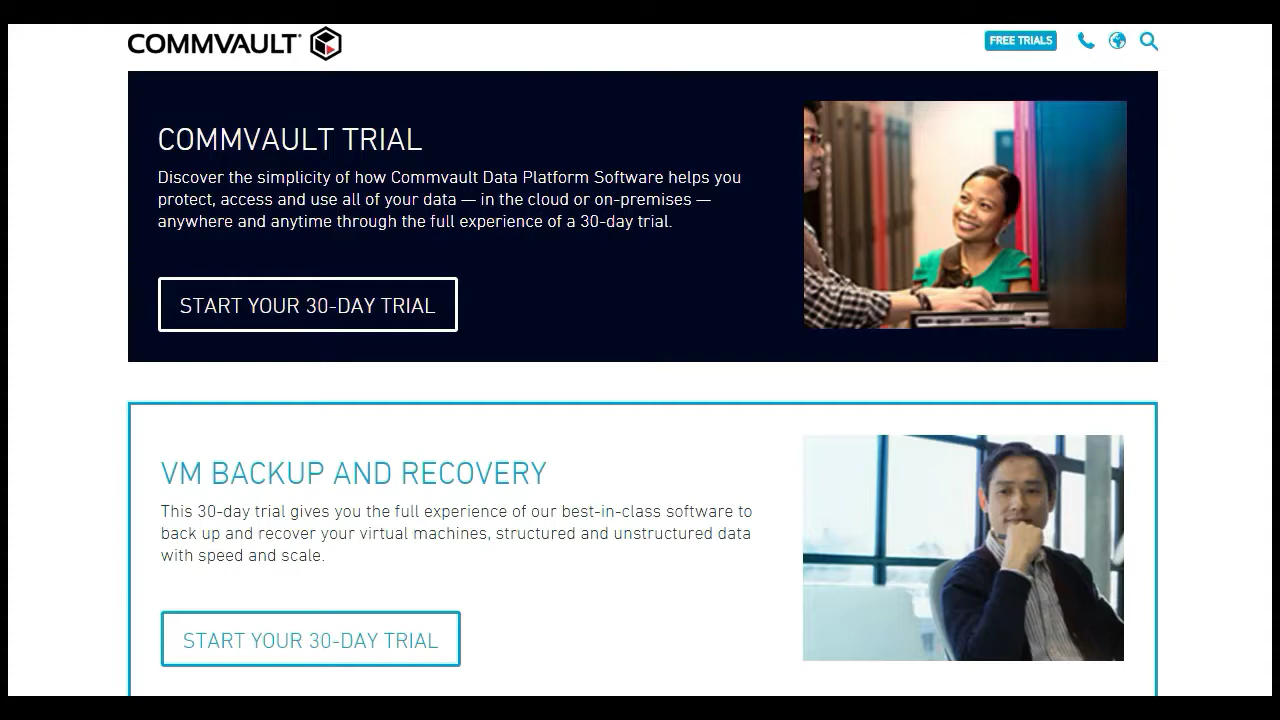 COMMVAULT®
FREE TRIALS
COMMVAULT TRIAL
Discover the simplicity of how Commvault Data Platform Software helps you
protect, access and use all of your data — in the cloud or on-premises —
anywhere and anytime through the full experience of a 30-day trial.
START YOUR 30-DAY TRIAL
VM BACKUP AND RECOVERY
This 30-day trial gives you the full experience of our best-in-class software to
back up and recover your virtual machines, structured and unstructured data
with speed and scale.
START YOUR 30-DAY TRIAL